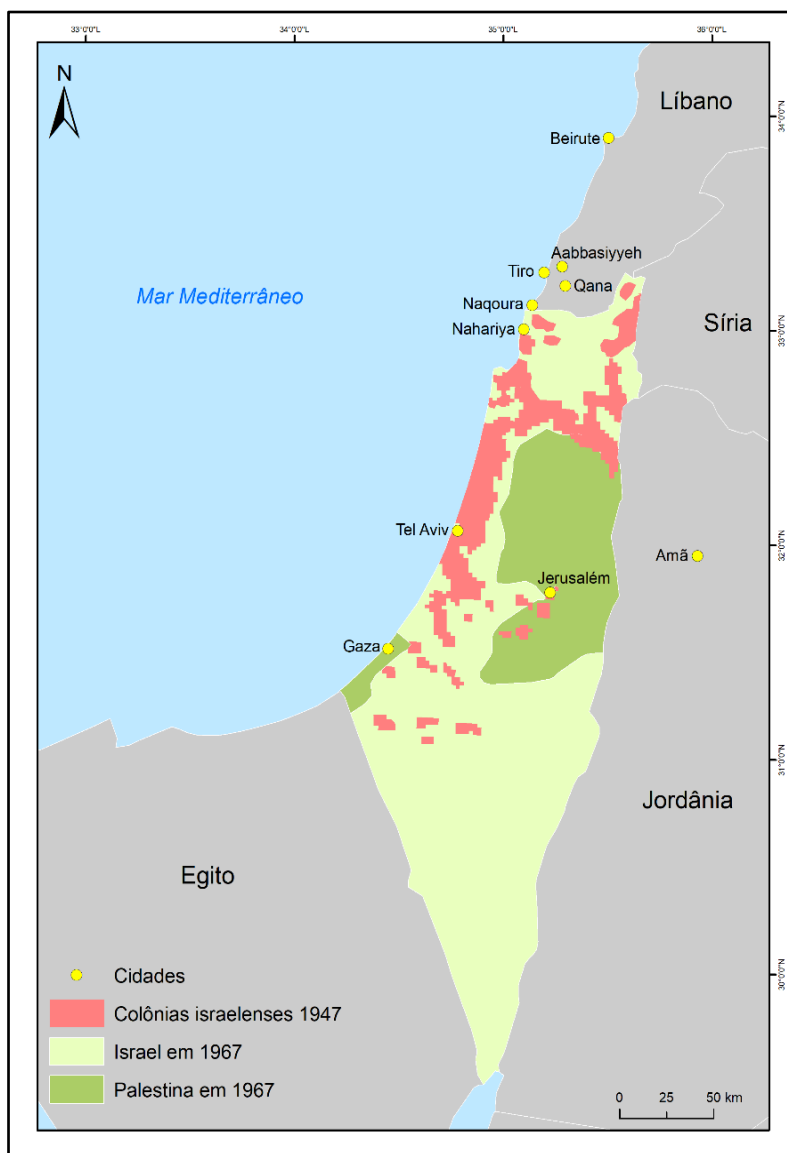 33°0'0"L
34°0'0"L
35°0'0"L
36°0'0"L
N
Líbano
34°0'0"N
Beirute
Aabbasiyyeh
Tiro
Qana
Mar Mediterrâneo
Naqoura
Síria
33°0'0"N
Nahariya
Tel Aviv
32°0'0"N
Amã
Jerusalém
Gaza
31°0'0"N
Jordânia
Egito
30°0'0"N
Cidades
Colônias israelenses 1947
Israel em 1967
Palestina em 1967
0 25 50 km